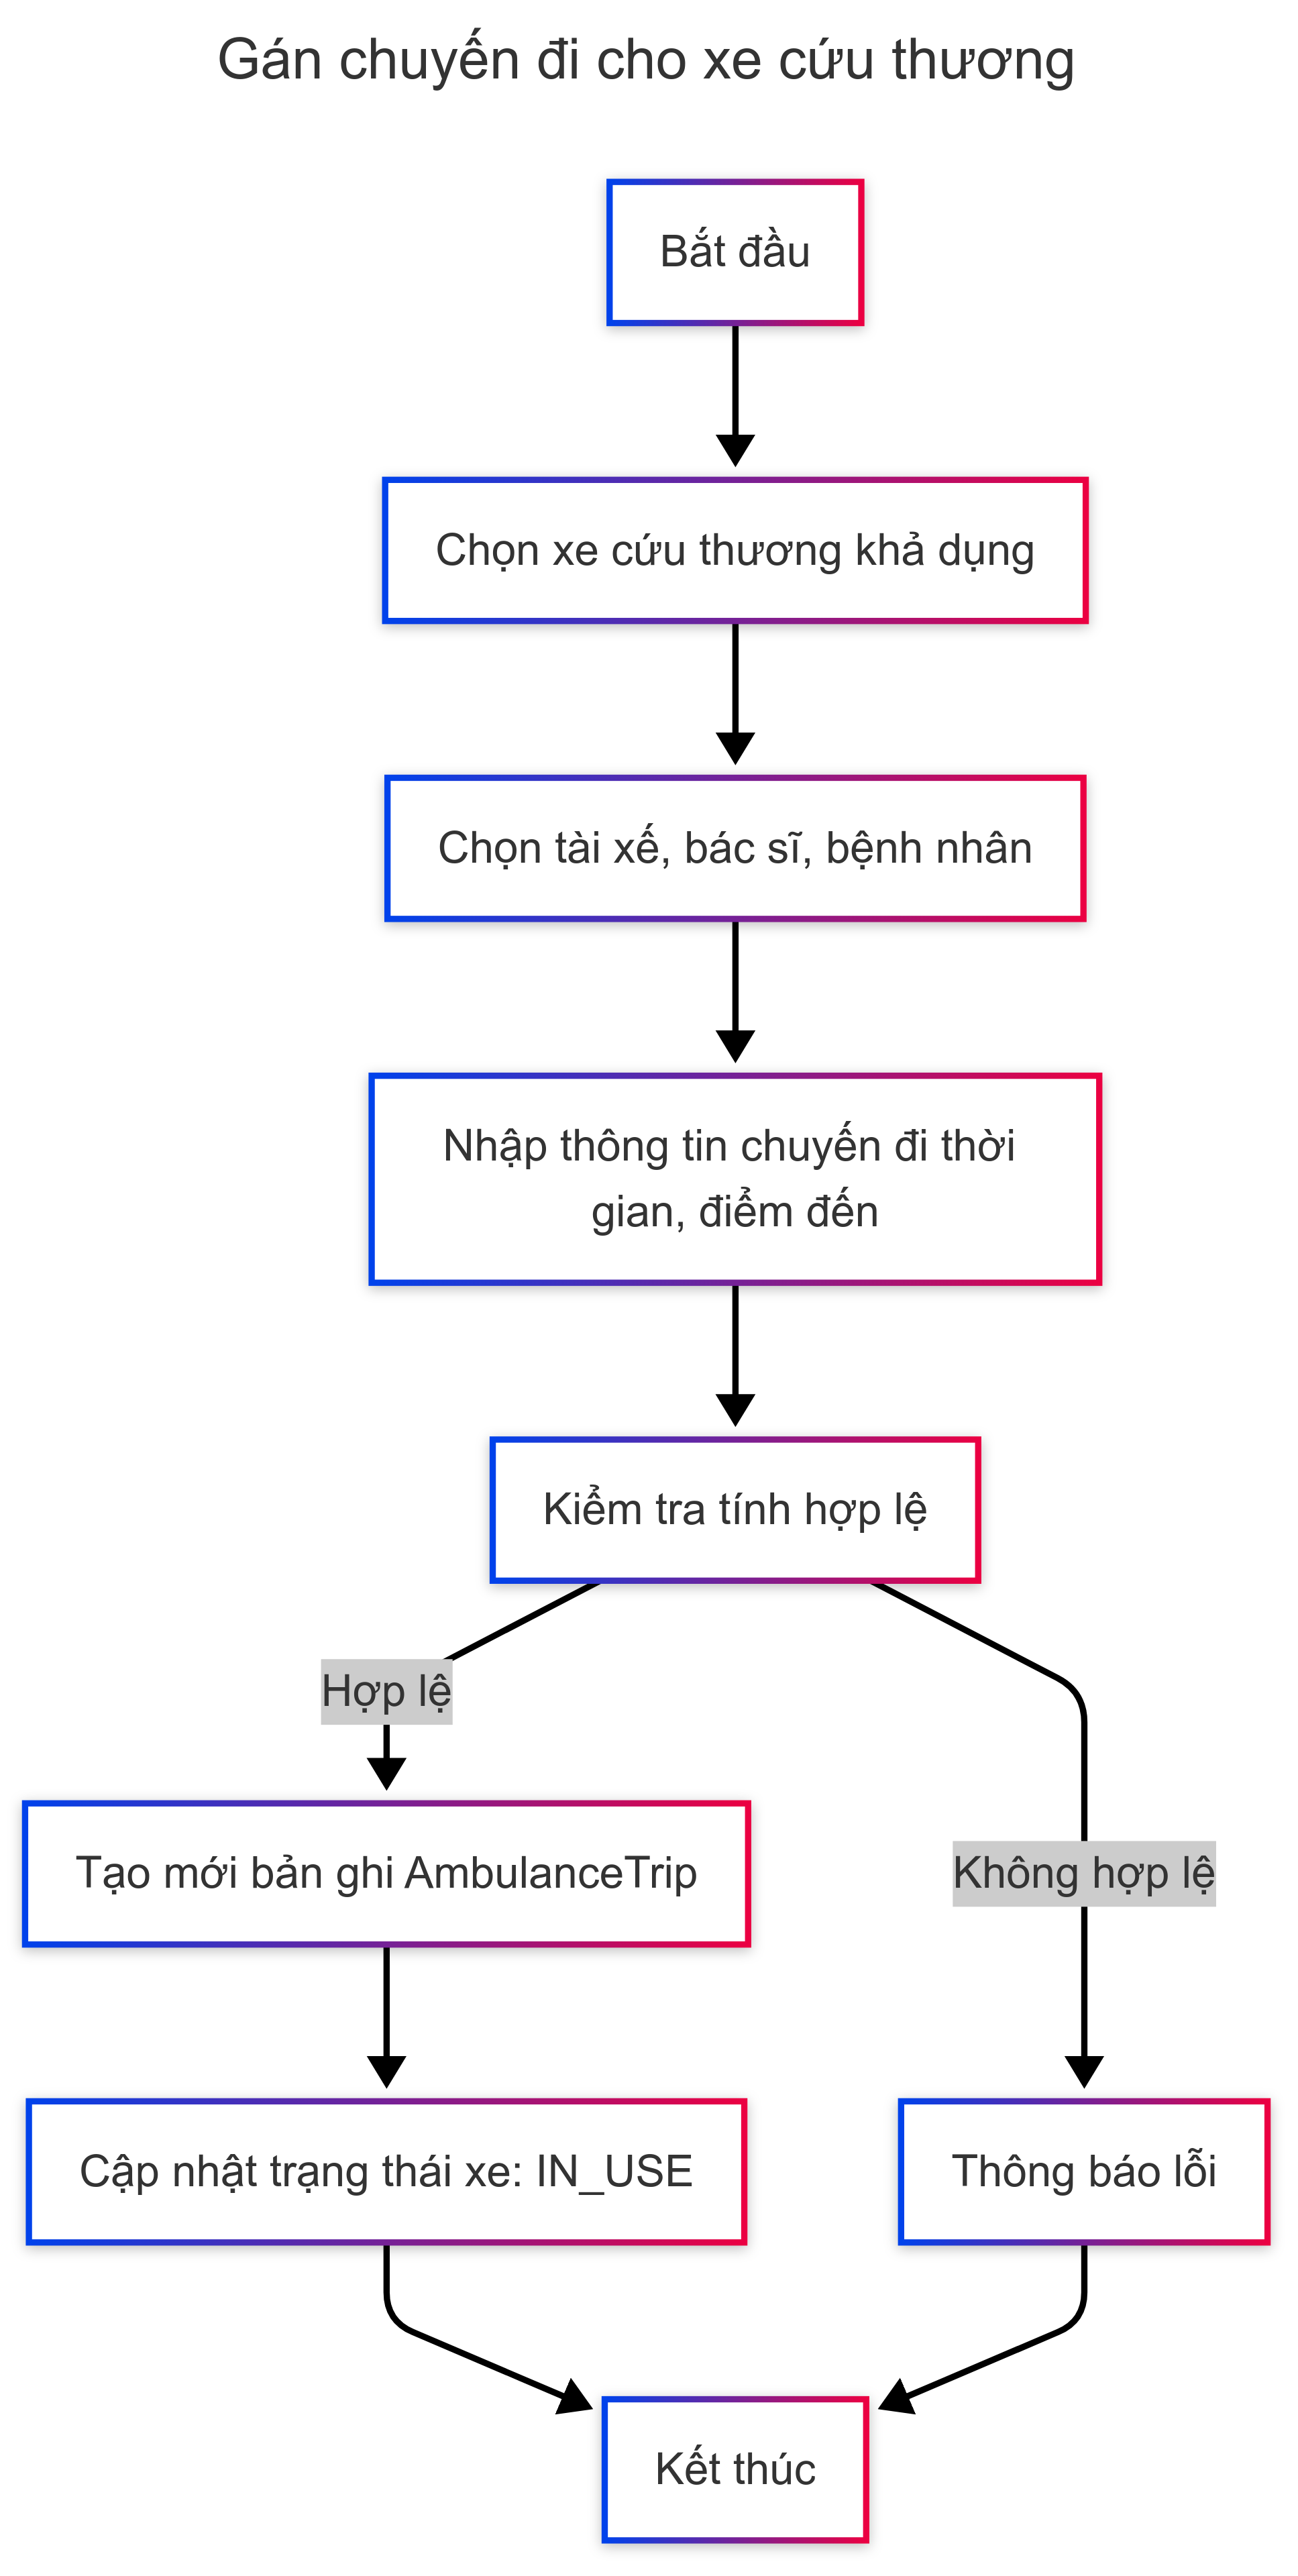 Gán chuyến đi cho xe cứu thương
Bắt đầu
Chọn xe cứu thương khả dụng
Chọn tài xế, bác sĩ, bệnh nhân
Nhập thông tin chuyến đi thời
gian, điểm đến
Kiểm tra tính hợp lệ
Hợp lệ
Tạo mới bản ghi AmbulanceTrip
Không hợp lệ
Cập nhật trạng thái xe: IN_USE
Thông báo lỗi
Kết thúc